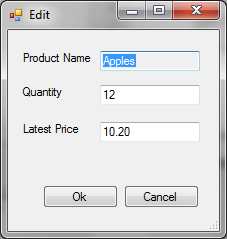 Edit
Product Name Apples
Quantity 12
Latest Price 10.20
Ok Cancel